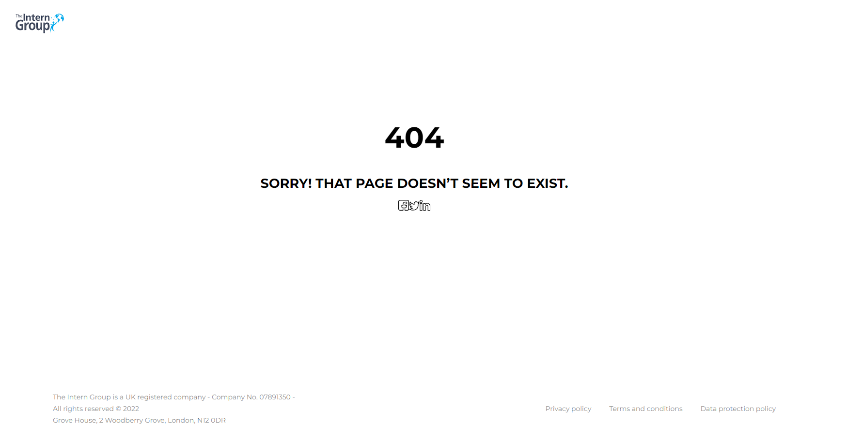 The Intern
Group
404
SORRY! THAT PAGE DOESN’T SEEM TO EXIST.
The Intern Group is a UK registered company - Company No. 07891350 -
All rights reserved © 2022
Grove House, 2 Woodberry Grove, London, N12 0DR
Privacy policy Terms and conditions Data protection policy